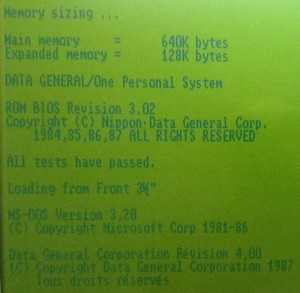 Memory sizing ...
Main memory = 640K bytes
Expanded memory = 128K bytes
DATA GENERAL/One Personal System
ROM BIOS Revision 3.02
Copyright (C) Nippon Data General Corp.
1984,85,86,87 ALL RIGHTS RESERVED
All tests have passed.
Loading from Front 3½"
MS-DOS Version 3.20
(C) Copyright Microsoft Corp 1981-86
Data General Corporation Révision 4,00
(C) Copyright Data General Corporation 1987
Tous droits réservés